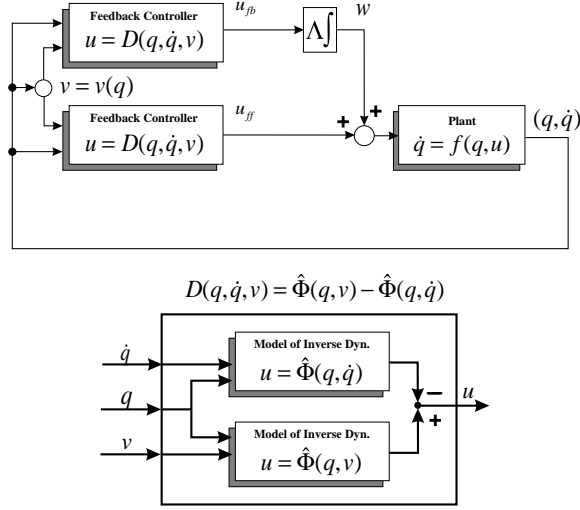 Feedback Controller
u = D(q, q̇, v)
u_fb
Λ∫
w
v = v(q)
Feedback Controller
u = D(q, q̇, v)
u_ff
+
+
Plant
q̇ = f(q, u)
(q, q̇)
D(q, q̇, v) = Φ̂(q, v) − Φ̂(q, q̇)
q̇
Model of Inverse Dyn.
u = Φ̂(q, q̇)
q
−
u
+
v
Model of Inverse Dyn.
u = Φ̂(q, v)